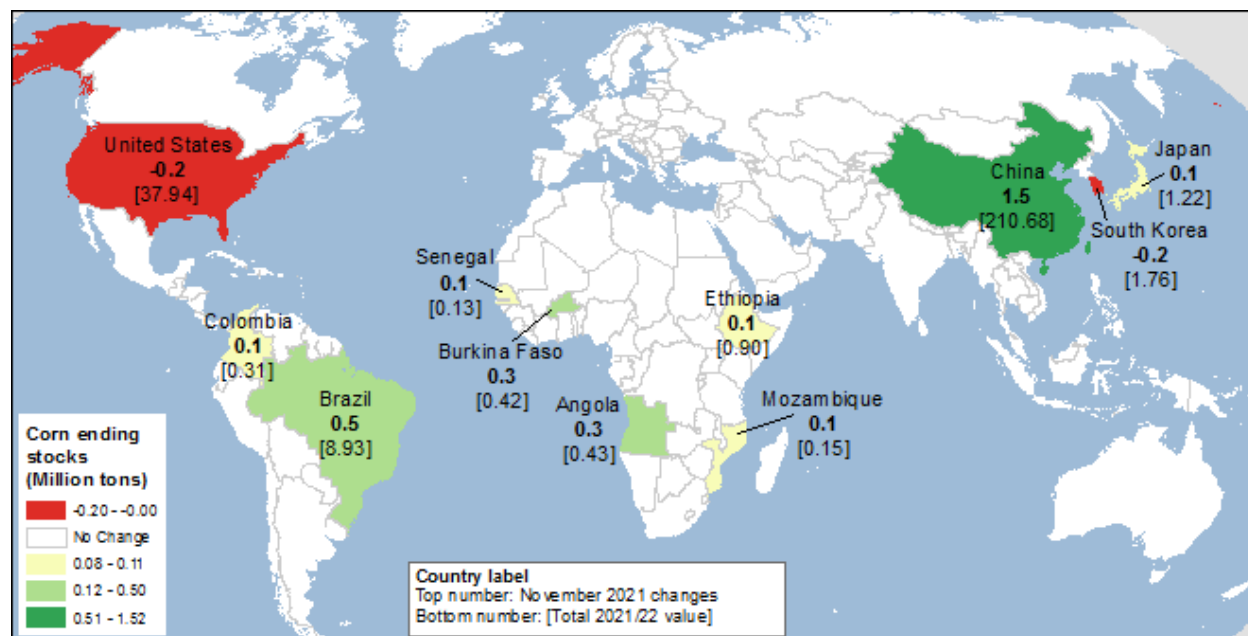 United States
-0.2
[37.94]
China
1.5
[210.68]
Japan
0.1
[1.22]
South Korea
-0.2
[1.76]
Senegal
0.1
[0.13]
Ethiopia
0.1
[0.90]
Colombia
0.1
[0.31]
Burkina Faso
0.3
[0.42]
Brazil
0.5
[8.93]
Angola
0.3
[0.43]
Mozambique
0.1
[0.15]
Corn ending
stocks
(Million tons)
-0.20 - -0.00
No Change
0.08 - 0.11
0.12 - 0.50
0.51 - 1.52
Country label
Top number: November 2021 changes
Bottom number: [Total 2021/22 value]